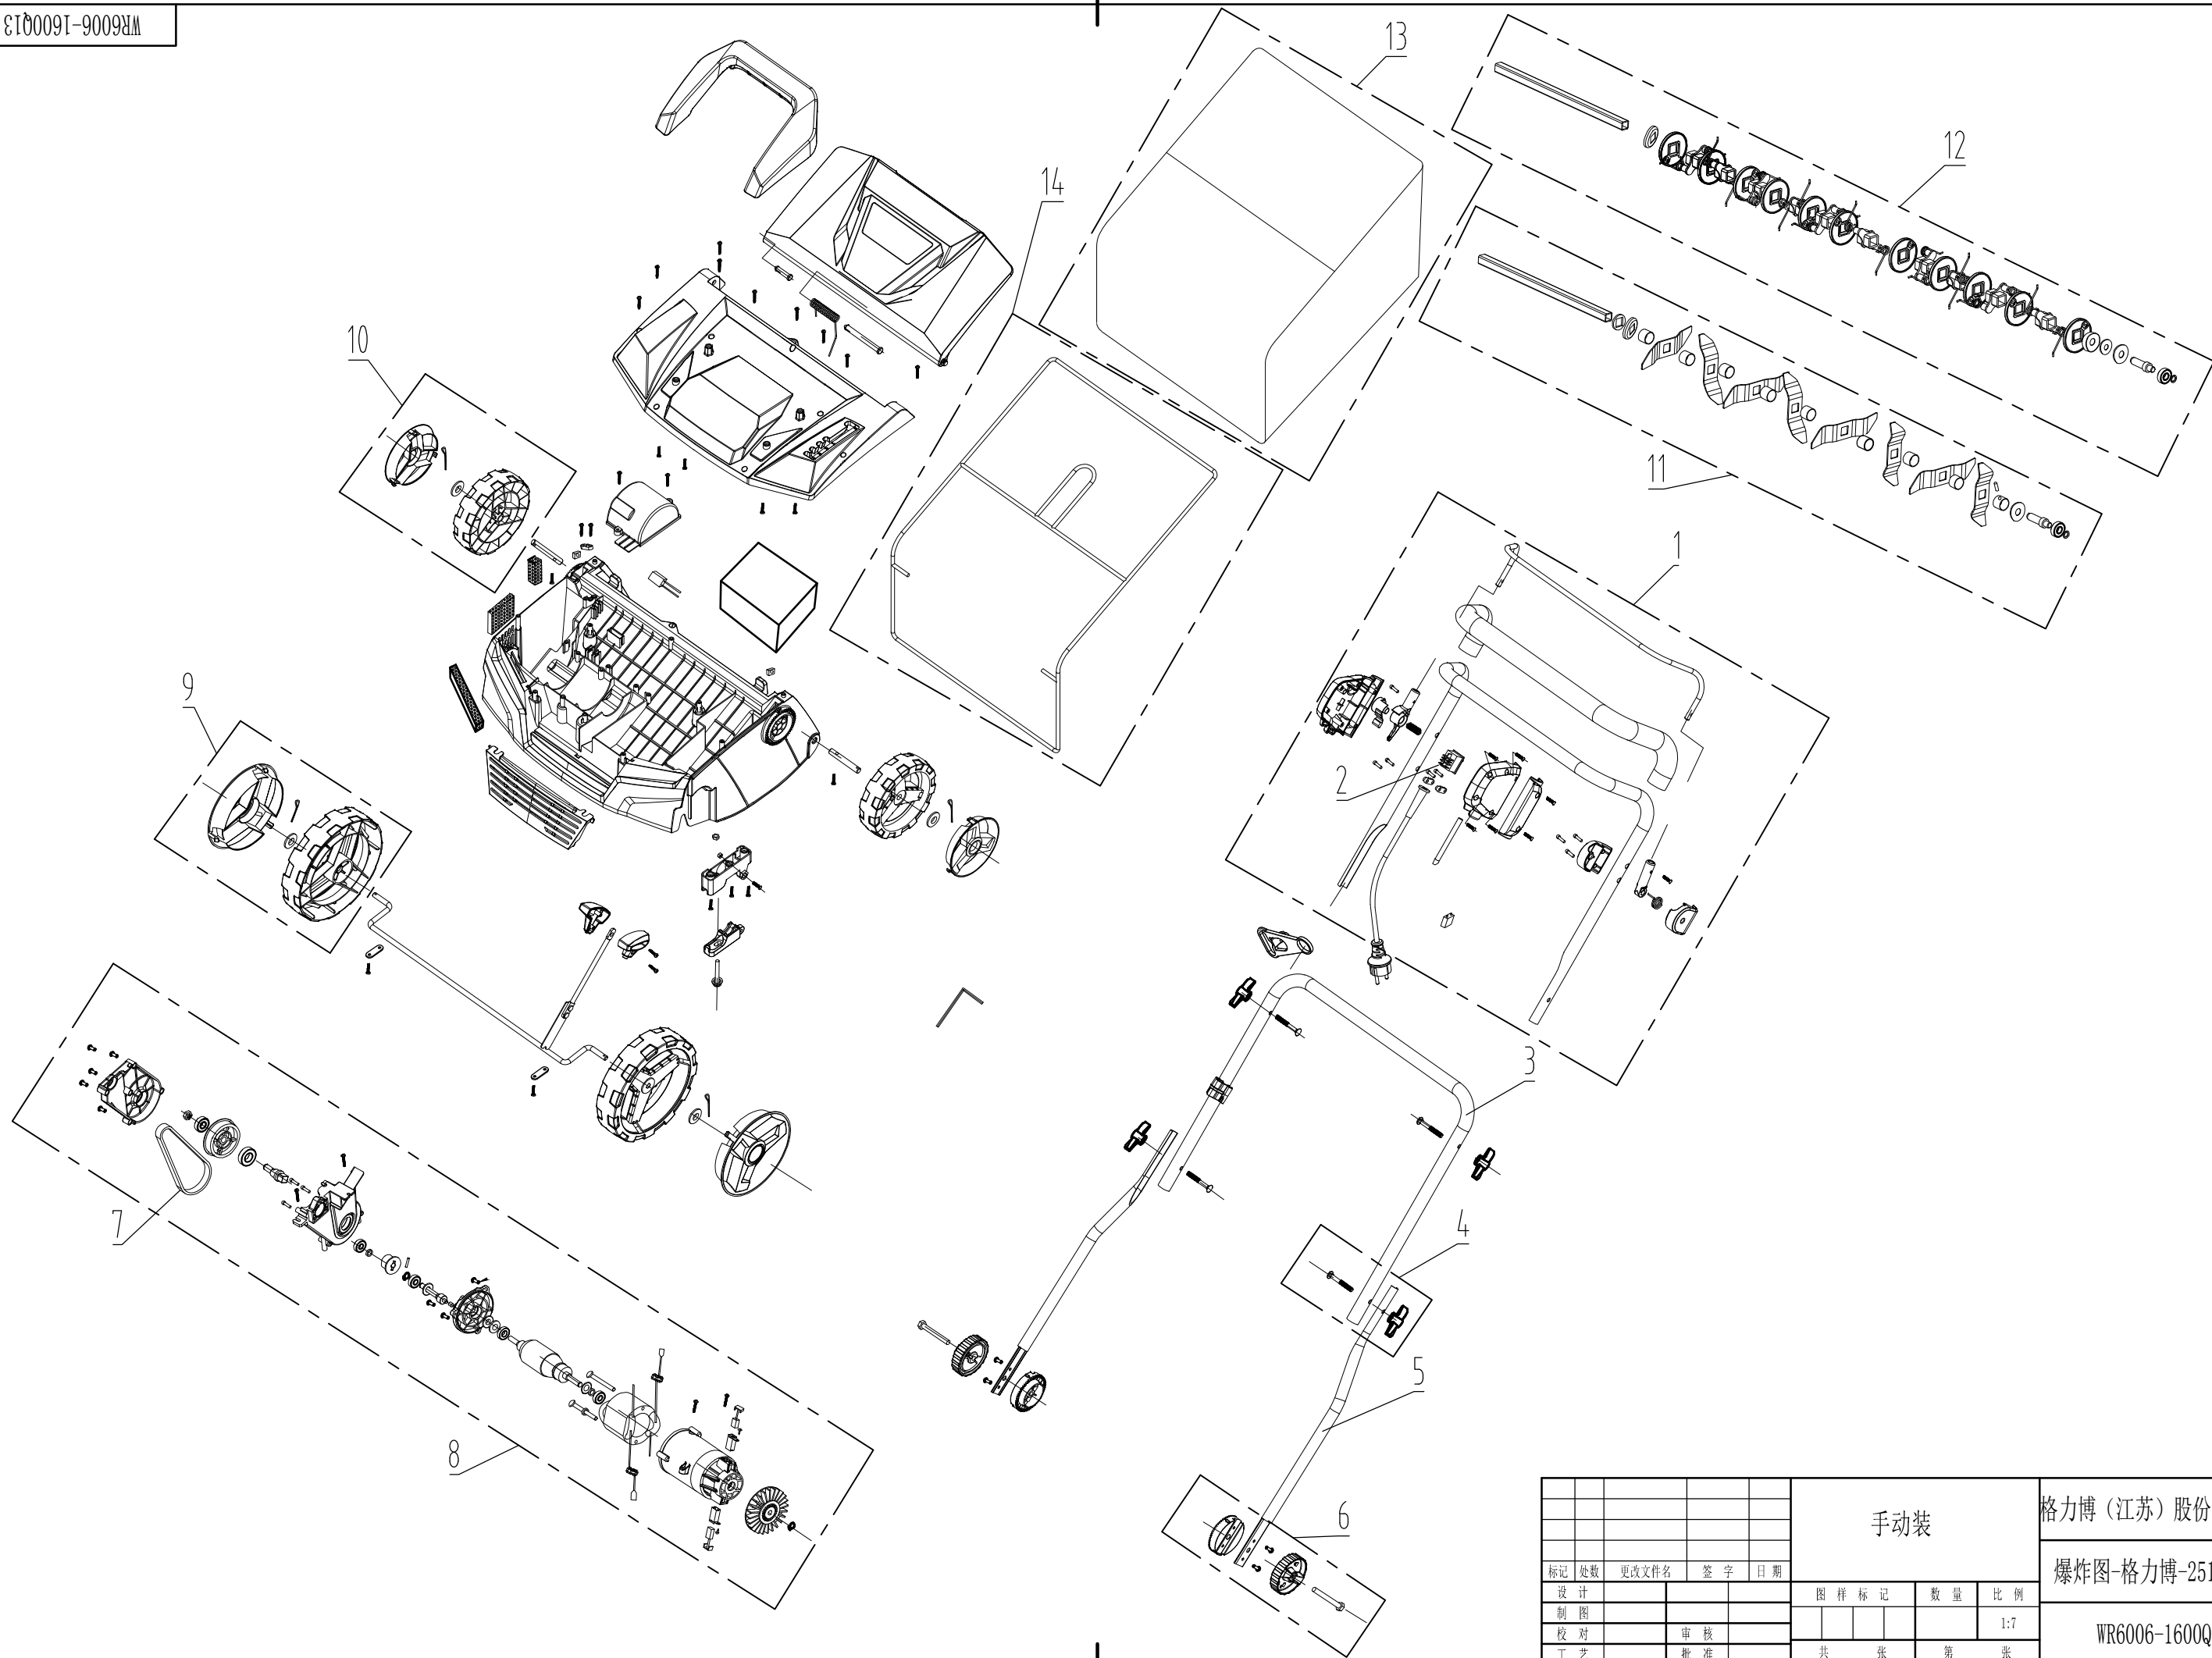 WR6006-1600Q13
13
12
14
10
11
1
9
2
3
7
4
5
8
6
手动装
格力博（江苏）股份
标记 处数 更改文件名 签 字 日 期
爆炸图-格力博-251
设 计
图 样 标 记 数 量 比 例
制 图
1:7
校 对 审 核
WR6006-1600Q
工 艺 批 准
共 张 第 张